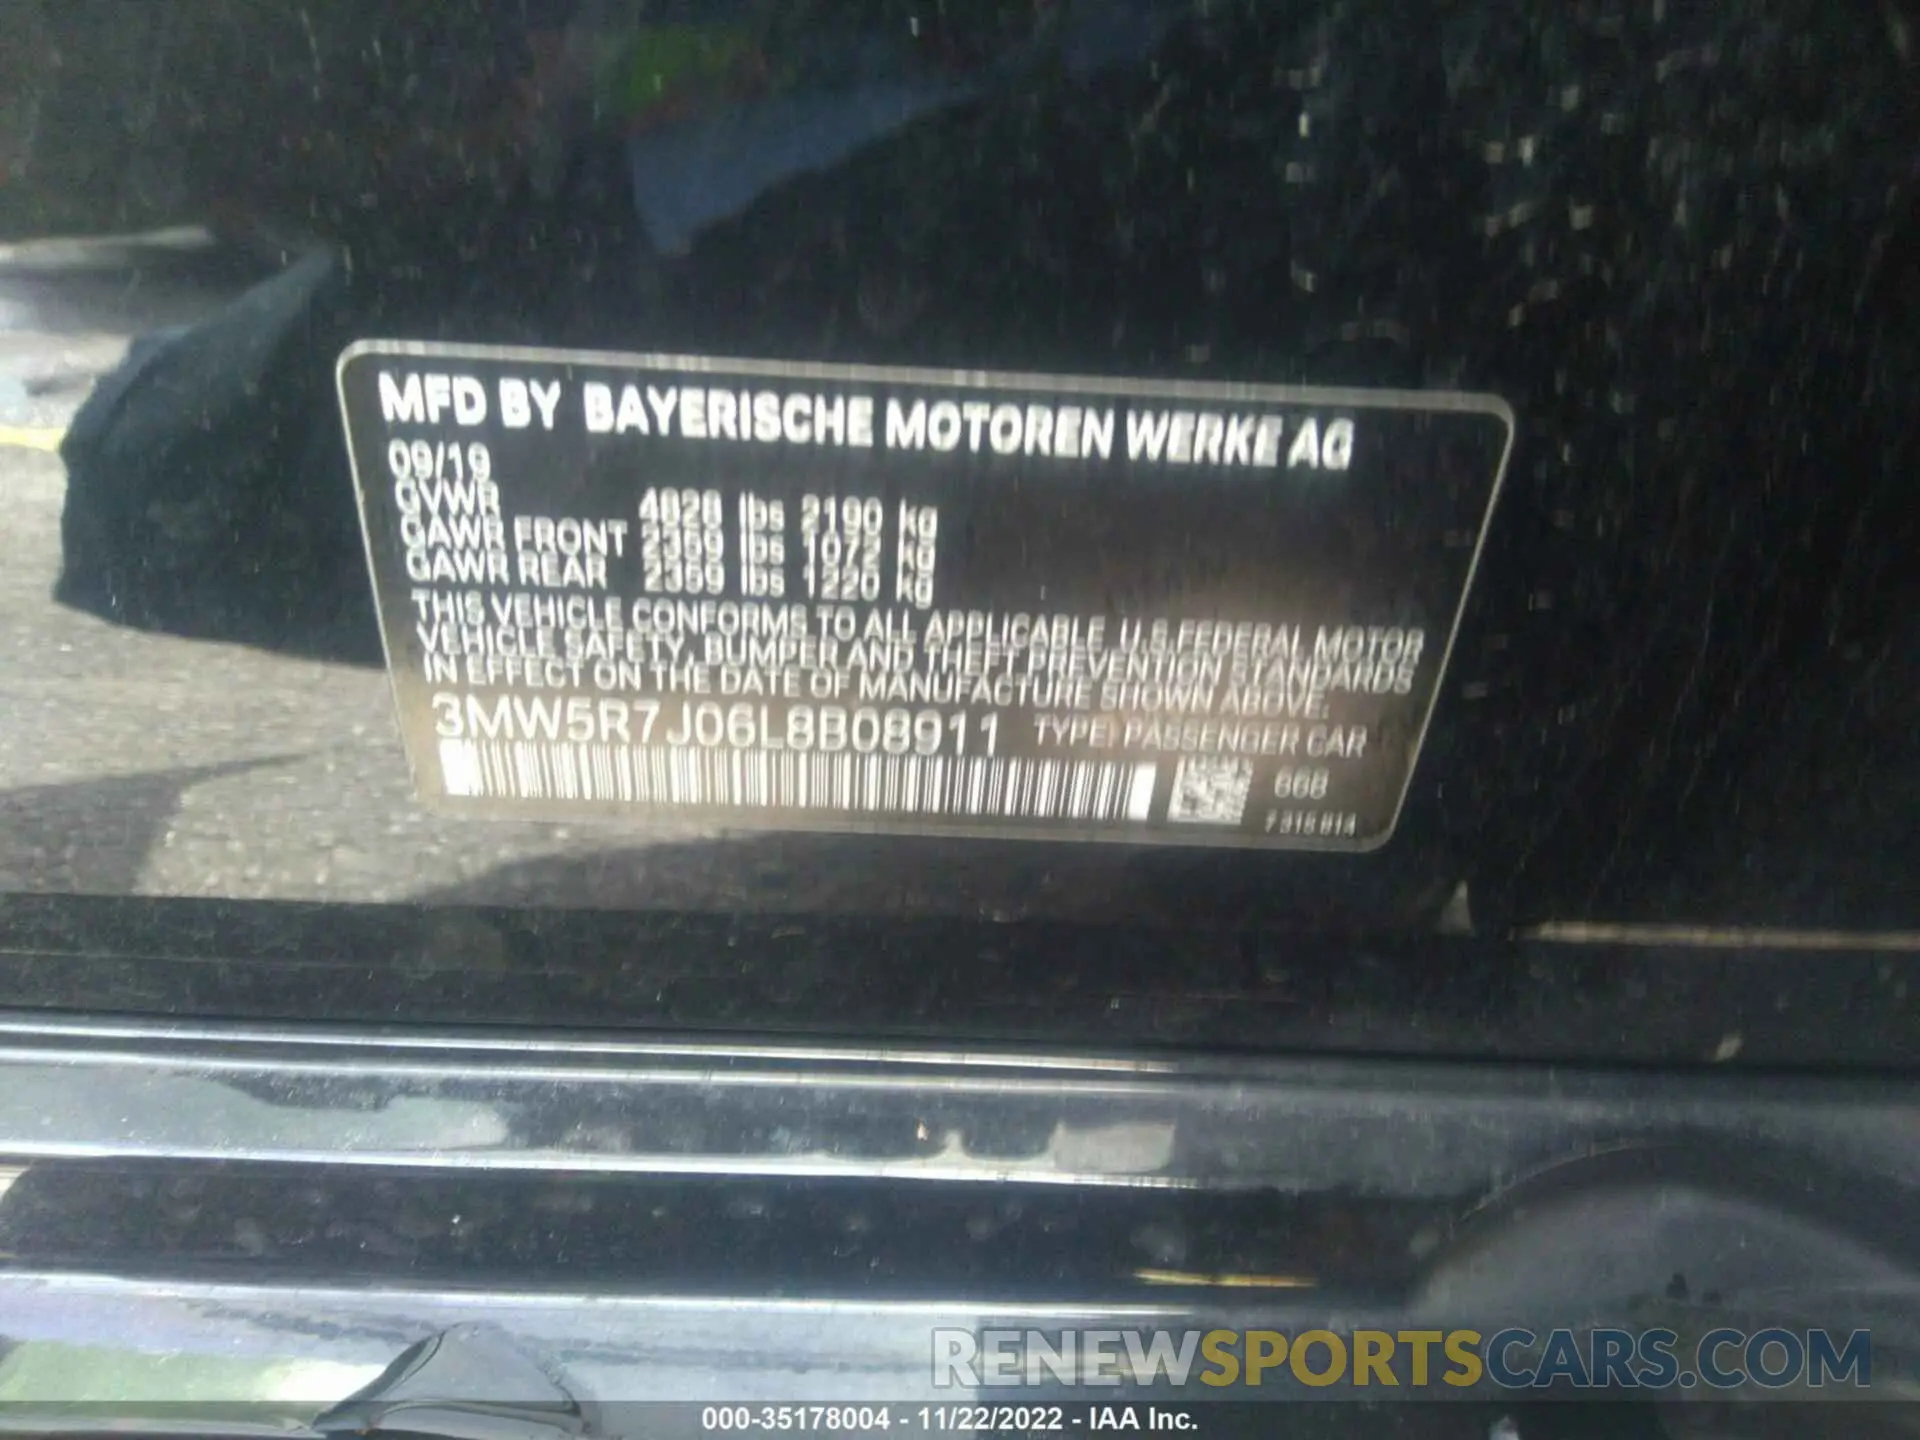 MFD BY BAYERISCHE MOTOREN WERKE AG
09/19
GVWR 4828 lbs 2190 kg
GAWR FRONT 2359 lbs 1072 kg
GAWR REAR lbs 1220 kg
THIS VEHICLE CONFORMS TO ALL APPLICABLE U.S. FEDERAL MOTOR
VEHICLE SAFETY, BUMPER AND THEFT PREVENTION STANDARDS
IN EFFECT ON THE DATE OF MANUFACTURE SHOWN ABOVE.
3MW5R7J06L8B08911 TYPE: PASSENGER CAR
668
RENEWSPORTSCARS.COM
000-35178004 - 11/22/2022 - IAA Inc.